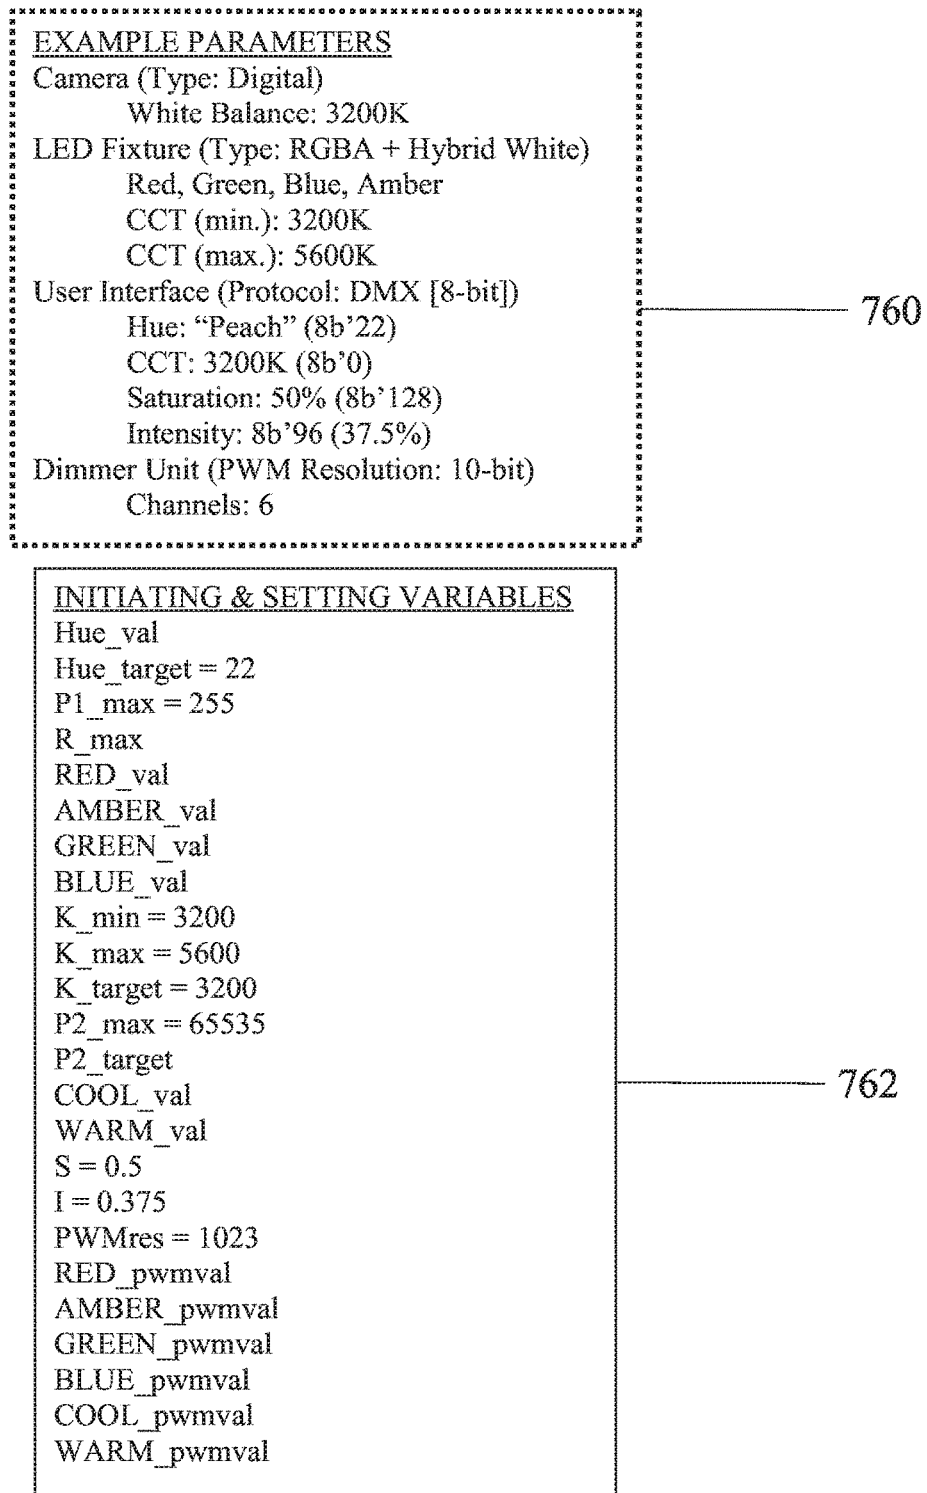 EXAMPLE PARAMETERS
Camera (Type: Digital)
White Balance: 3200K
LED Fixture (Type: RGBA + Hybrid White)
Red, Green, Blue, Amber
CCT (min.): 3200K
CCT (max.): 5600K
User Interface (Protocol: DMX [8-bit])
Hue: “Peach” (8b’22)
CCT: 3200K (8b’0)
Saturation: 50% (8b’128)
Intensity: 8b’96 (37.5%)
Dimmer Unit (PWM Resolution: 10-bit)
Channels: 6
760
INITIATING & SETTING VARIABLES
Hue_val
Hue_target = 22
P1_max = 255
R_max
RED_val
AMBER_val
GREEN_val
BLUE_val
K_min = 3200
K_max = 5600
K_target = 3200
P2_max = 65535
P2_target
COOL_val
WARM_val
S = 0.5
I = 0.375
PWMres = 1023
RED_pwmval
AMBER_pwmval
GREEN_pwmval
BLUE_pwmval
COOL_pwmval
WARM_pwmval
762